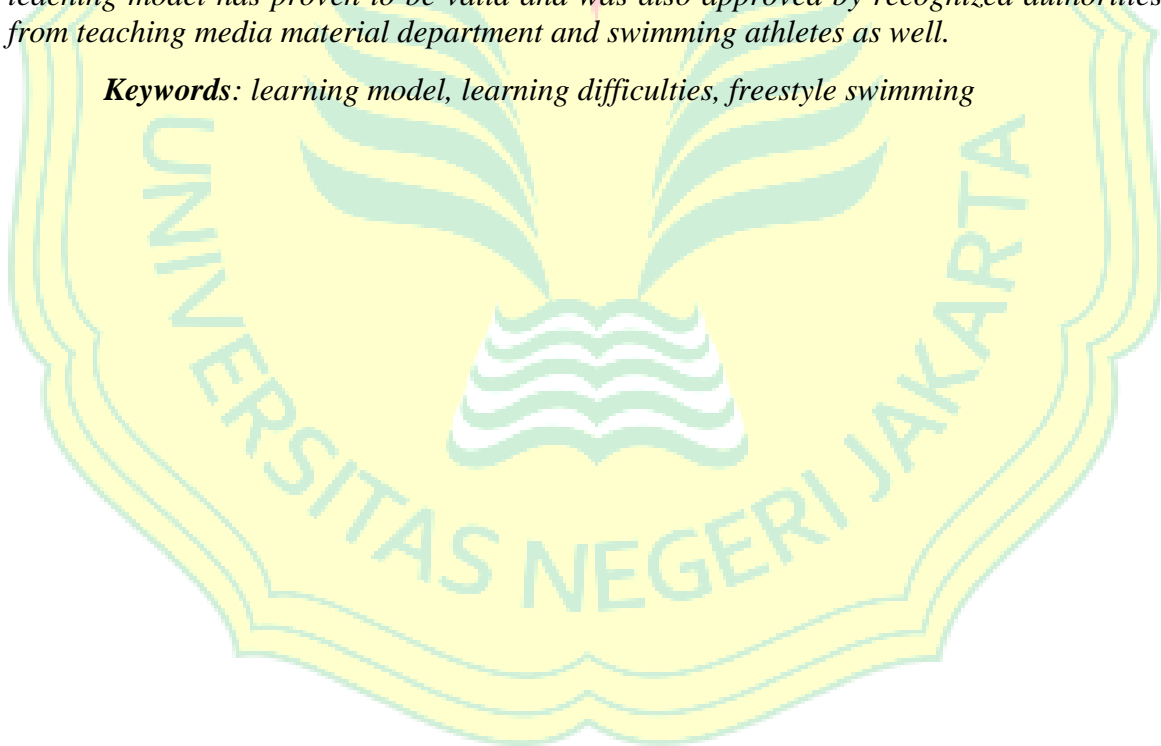 teaching model has proven to be valid and was also approved by recognized authorities
from teaching media material department and swimming athletes as well.
Keywords: learning model, learning difficulties, freestyle swimming
UNIVERSITAS NEGERI JAKARTA